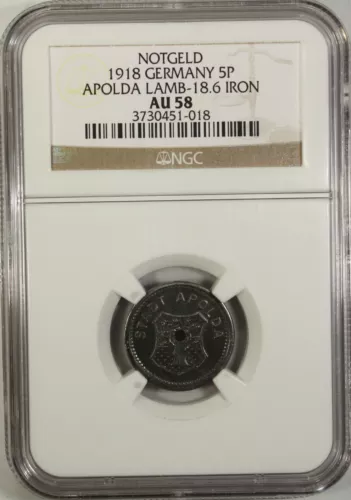 NOTGELD
1918 GERMANY 5P
APOLDA LAMB-18.6 IRON
AU 58
3730451-018
NGC
STADT APOLDA